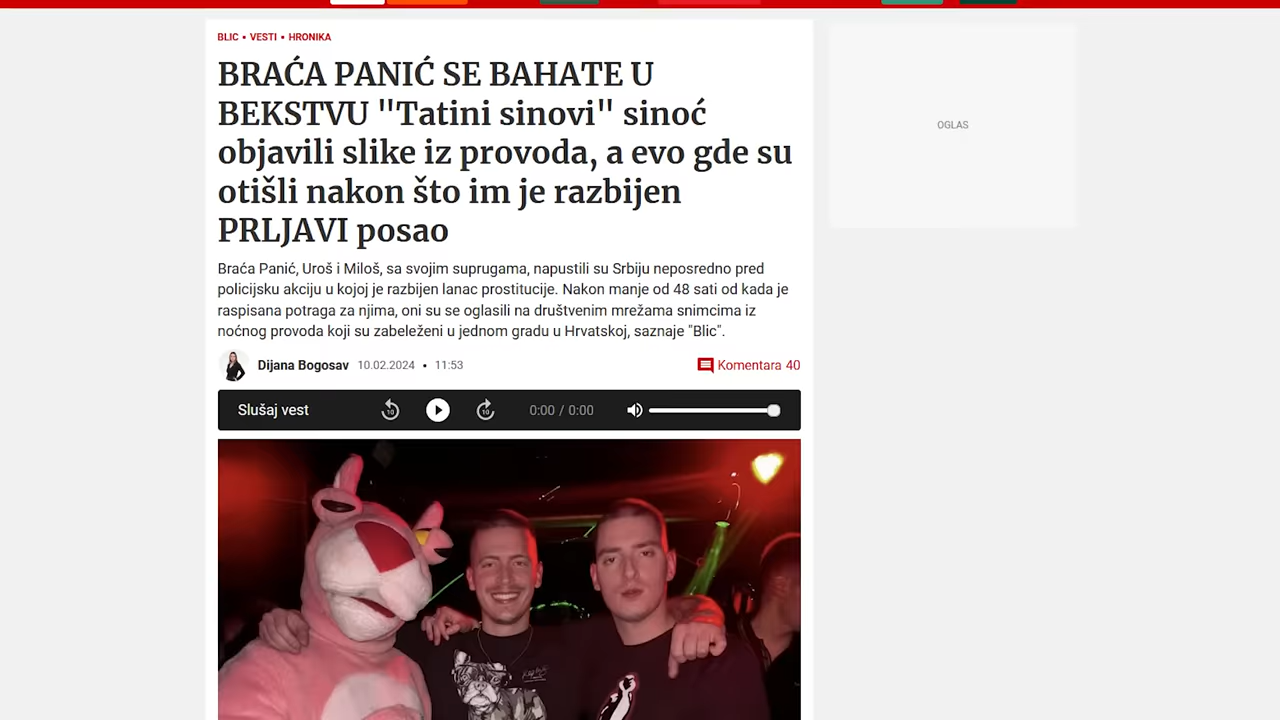 BLIC • VESTI • HRONIKA
BRAĆA PANIĆ SE BAHATE U
BEKSTVU "Tatini sinovi" sinoć
objavili slike iz provoda, a evo gde su
otišli nakon što im je razbijen
PRLJAVI posao
Braća Panić, Uroš i Miloš, sa svojim suprugama, napustili su Srbiju neposredno pred
policijsku akciju u kojoj je razbijen lanac prostitucije. Nakon manje od 48 sati od kada je
raspisana potraga za njima, oni su se oglasili na društvenim mrežama snimcima iz
noćnog provoda koji su zabeleženi u jednom gradu u Hrvatskoj, saznaje "Blic".
Dijana Bogosav 10.02.2024 • 11:53
Komentara 40
Slušaj vest
10
10
0:00 / 0:00
OGLAS